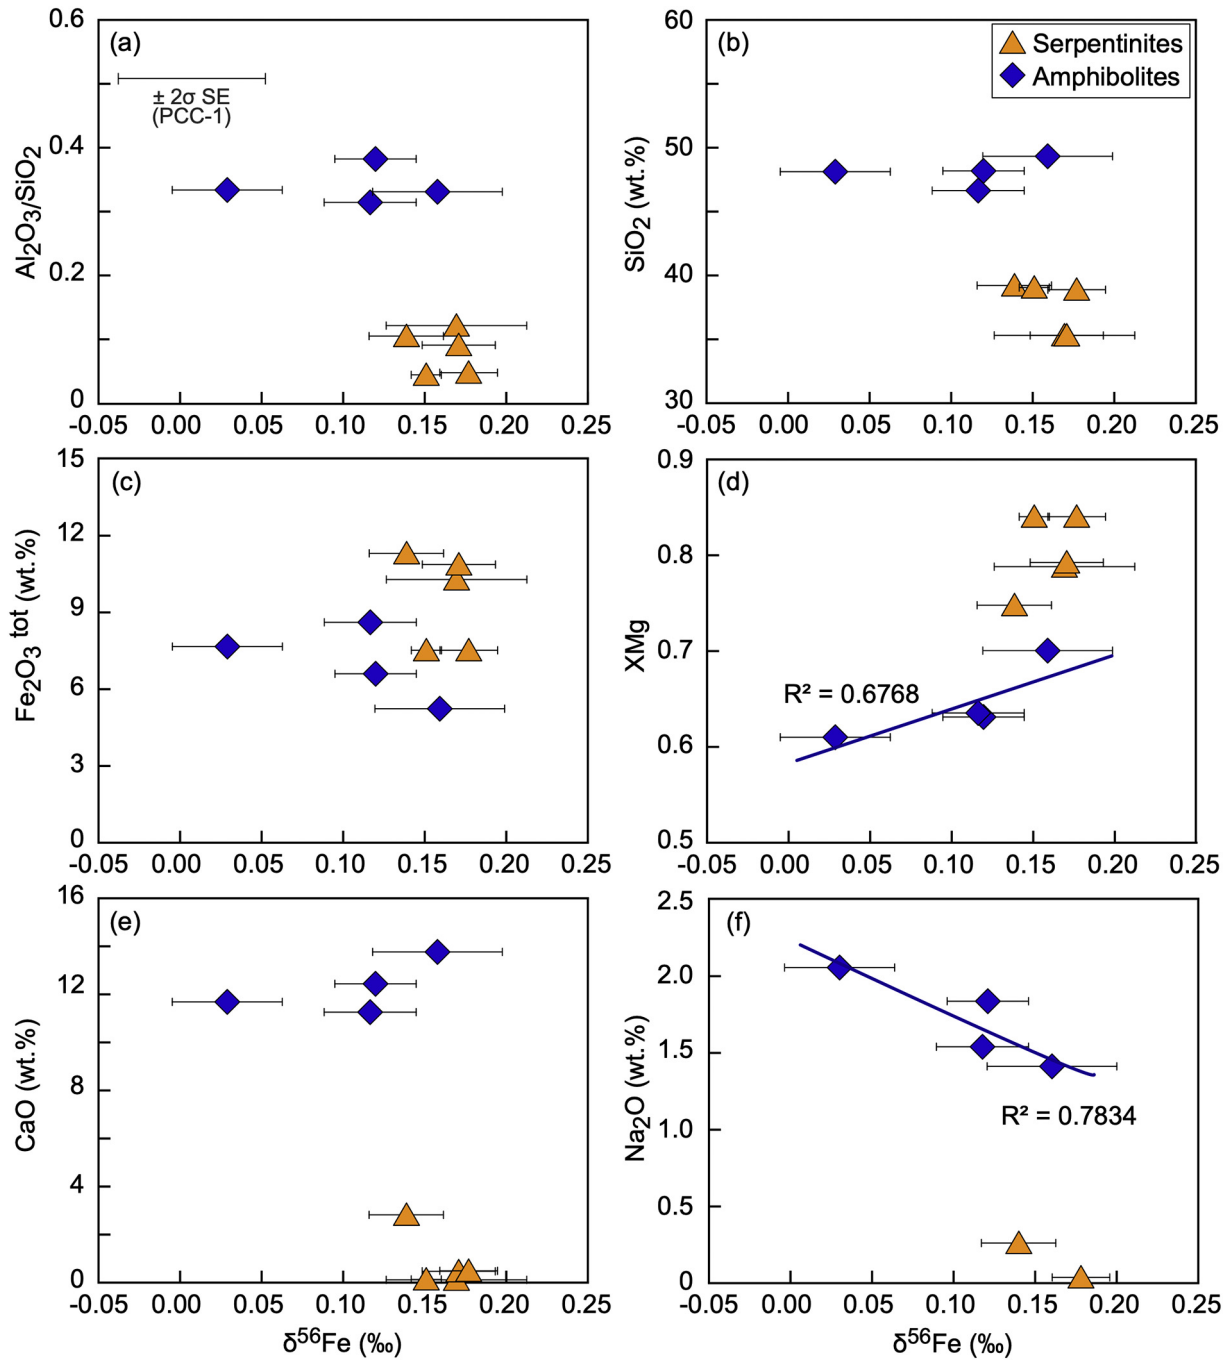 (a)
0.6
0.4
0.2
0
Al₂O₃/SiO₂
± 2σ SE
(PCC-1)
-0.05 0.00 0.05 0.10 0.15 0.20 0.25
(b)
Serpentinites
Amphibolites
60
50
40
30
SiO₂ (wt.%)
-0.05 0.00 0.05 0.10 0.15 0.20 0.25
(c)
15
12
9
6
3
0
Fe₂O₃ tot (wt.%)
-0.05 0.00 0.05 0.10 0.15 0.20 0.25
(d)
0.9
0.8
0.7
0.6
0.5
XMg
R² = 0.6768
-0.05 0.00 0.05 0.10 0.15 0.20 0.25
(e)
16
12
8
4
0
CaO (wt.%)
-0.05 0.00 0.05 0.10 0.15 0.20 0.25
δ⁵⁶Fe (‰)
(f)
2.5
2.0
1.5
1.0
0.5
0
Na₂O (wt.%)
R² = 0.7834
-0.05 0.00 0.05 0.10 0.15 0.20 0.25
δ⁵⁶Fe (‰)